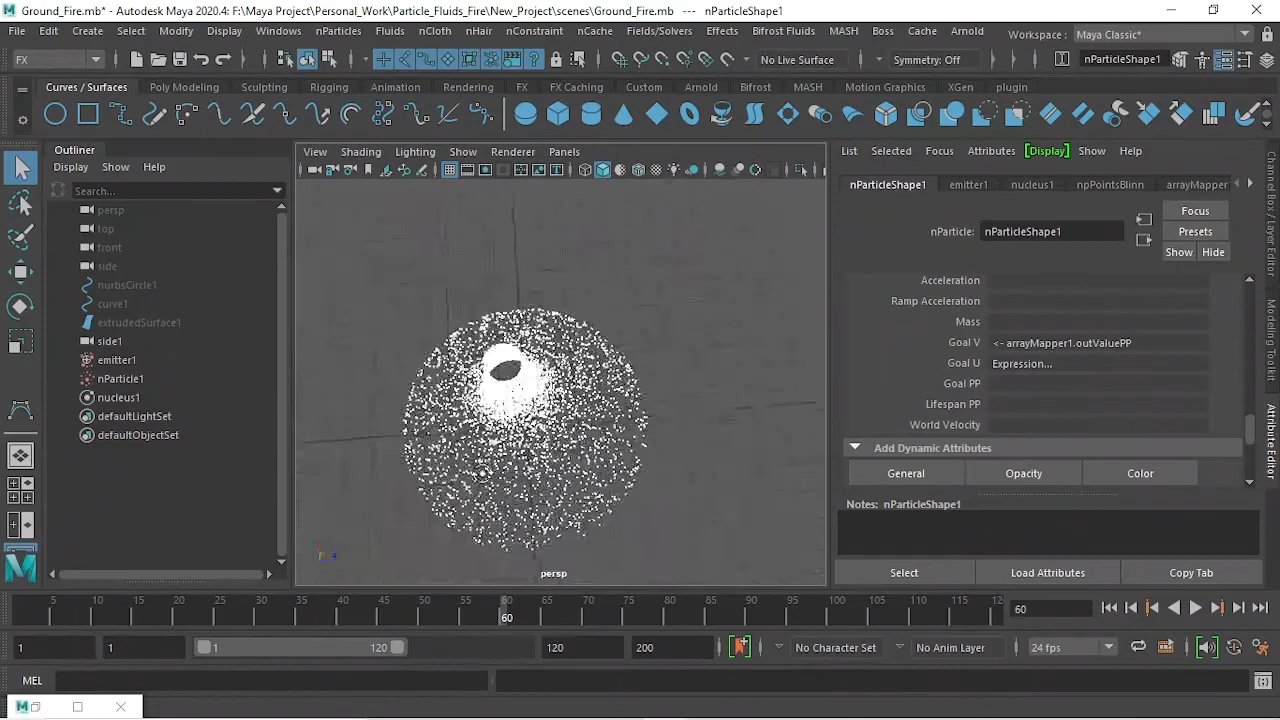 Ground_Fire.mb* - Autodesk Maya 2020.4: F:\Maya Project\Personal_Work\Particle_Fluids_Fire\New_Project\scenes\Ground_Fire.mb --- nParticleShape1
File Edit Create Select Modify Display Windows nParticles Fluids nCloth nHair nConstraint nCache Fields/Solvers Effects Bifrost Fluids MASH Boss Cache Arnold Workspace : Maya Classic*
FX No Live Surface Symmetry: Off nParticleShape1
Curves / Surfaces Poly Modeling Sculpting Rigging Animation Rendering FX FX Caching Custom Arnold Bifrost MASH Motion Graphics XGen plugin
Outliner
Display Show Help
Search...
persp
top
front
side
nurbsCircle1
curve1
extrudedSurface1
side1
emitter1
nParticle1
nucleus1
defaultLightSet
defaultObjectSet
View Shading Lighting Show Renderer Panels
persp
List Selected Focus Attributes [Display] Show Help
nParticleShape1 emitter1 nucleus1 npPointsBlinn arrayMapper
Focus
nParticle: nParticleShape1 Presets
Show Hide
Acceleration
Ramp Acceleration
Mass
Goal V <- arrayMapper1.outValuePP
Goal U Expression...
Goal PP
Lifespan PP
World Velocity
Add Dynamic Attributes
General Opacity Color
Notes: nParticleShape1
Select Load Attributes Copy Tab
Channel Box / Layer Editor
Modeling Toolkit
Attribute Editor
5 10 15 20 25 30 35 40 45 50 55 60 65 70 75 80 85 90 95 100 105 110 115 12
60
60
1 1 1 120 120 200 No Character Set No Anim Layer 24 fps
MEL